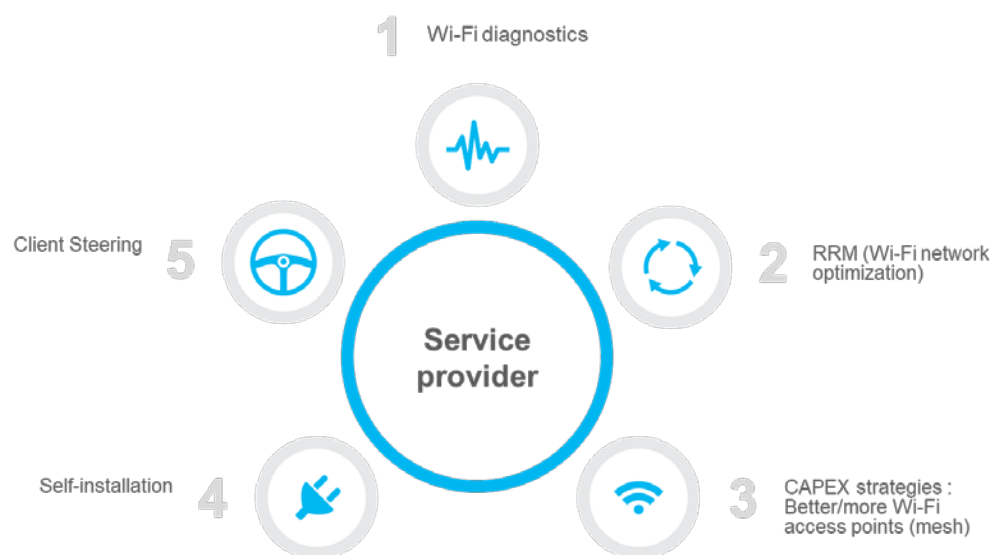 1 Wi-Fi diagnostics
2 RRM (Wi-Fi network
optimization)
3 CAPEX strategies :
Better/more Wi-Fi
access points (mesh)
4 Self-installation
5 Client Steering
Service
provider